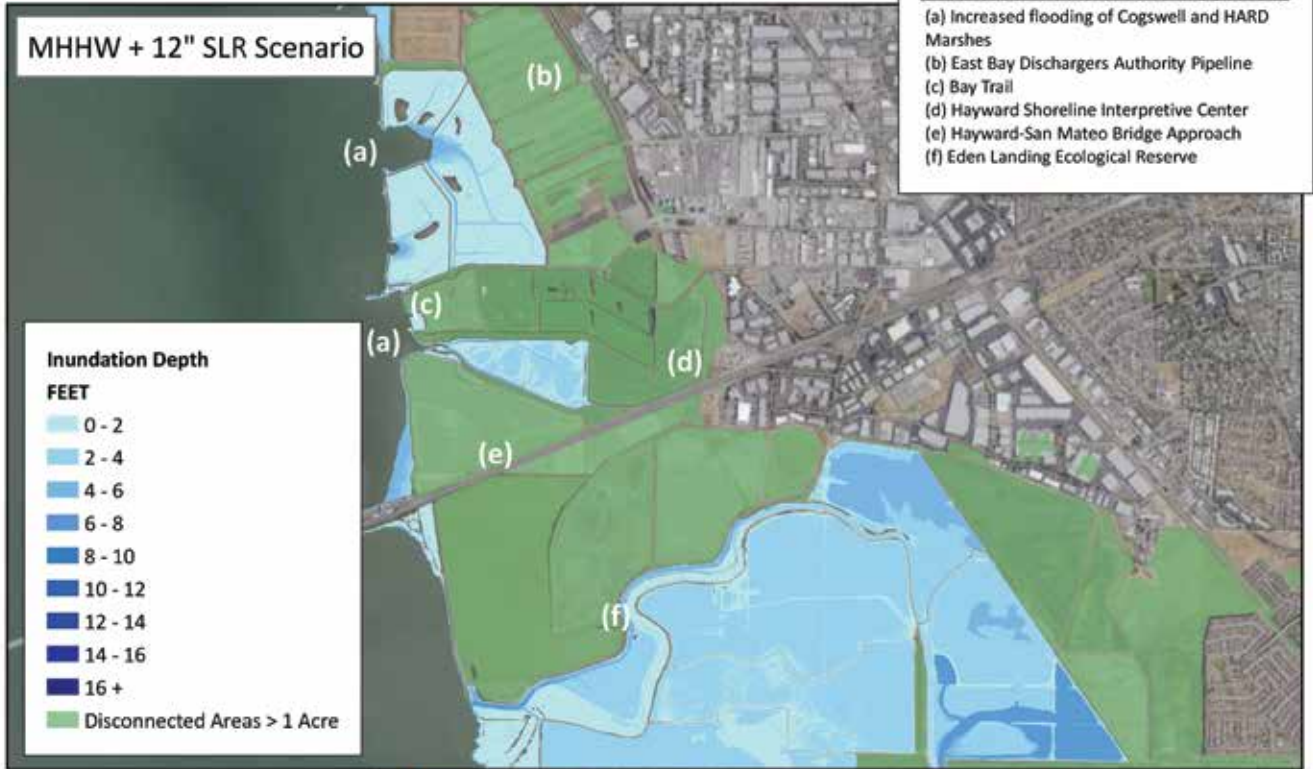 MHHW + 12" SLR Scenario
(a) Increased flooding of Cogswell and HARD
Marshes
(b) East Bay Dischargers Authority Pipeline
(c) Bay Trail
(d) Hayward Shoreline Interpretive Center
(e) Hayward-San Mateo Bridge Approach
(f) Eden Landing Ecological Reserve
(b)
(a)
(c)
(a)
(d)
(e)
(f)
Inundation Depth
FEET
0 - 2
2 - 4
4 - 6
6 - 8
8 - 10
10 - 12
12 - 14
14 - 16
16 +
Disconnected Areas > 1 Acre